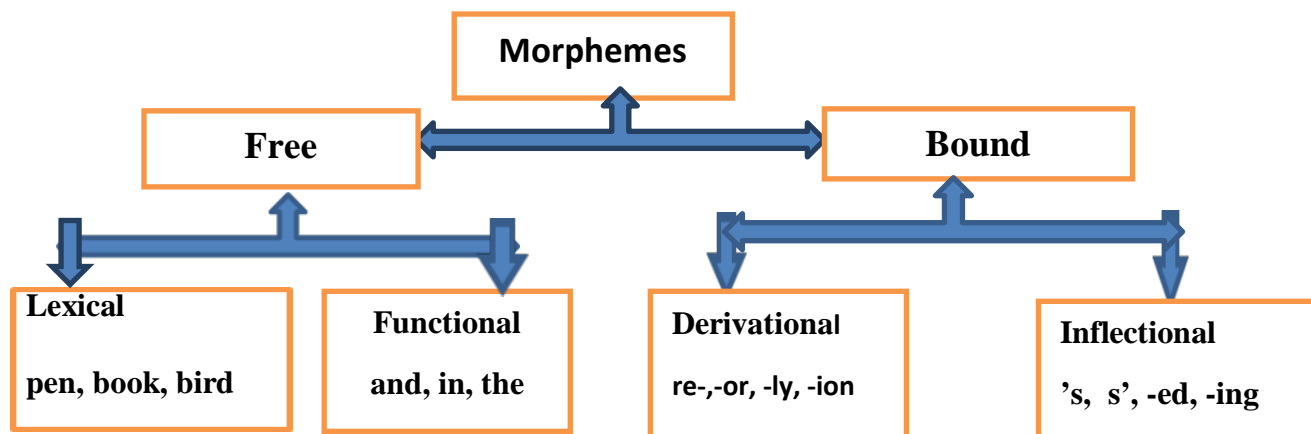 Morphemes
Free
Bound
Lexical
pen, book, bird
Functional
and, in, the
Derivational
re-,-or, -ly, -ion
Inflectional
’s, s’, -ed, -ing